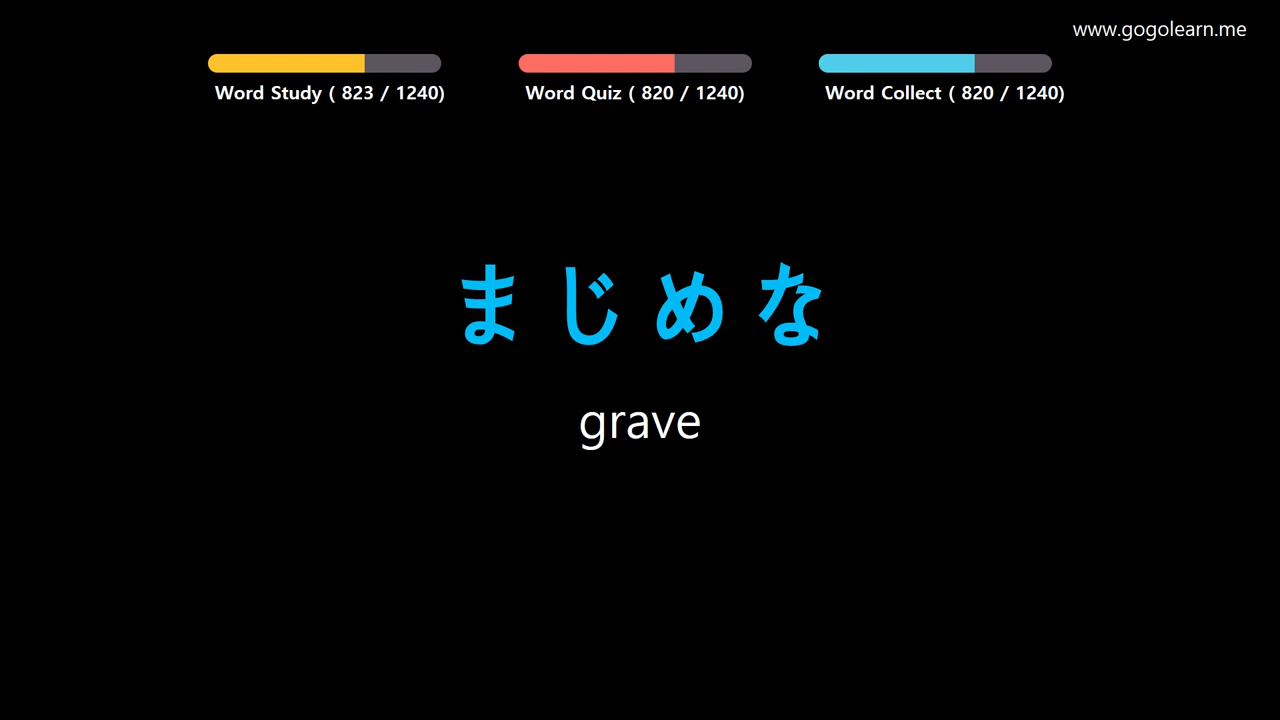 www.gogolearn.me
Word Study ( 823 / 1240)
Word Quiz ( 820 / 1240)
Word Collect ( 820 / 1240)
まじめな
grave